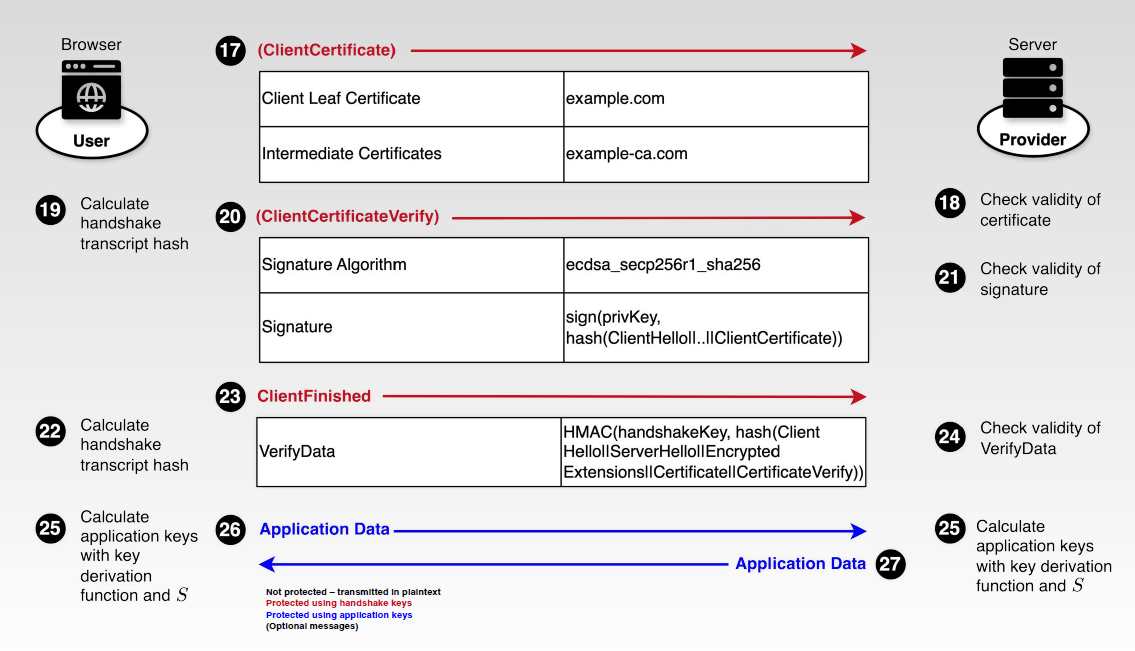 Browser
User
Server
Provider
17 (ClientCertificate)
Client Leaf Certificate
example.com
Intermediate Certificates
example-ca.com
18 Check validity of
certificate
19 Calculate
handshake
transcript hash
20 (ClientCertificateVerify)
Signature Algorithm
ecdsa_secp256r1_sha256
Signature
sign(privKey,
hash(ClientHello||..||ClientCertificate))
21 Check validity of
signature
22 Calculate
handshake
transcript hash
23 ClientFinished
VerifyData
HMAC(handshakeKey, hash(Client
Hello||ServerHello||Encrypted
Extensions||Certificate||CertificateVerify))
24 Check validity of
VerifyData
25 Calculate
application keys
with key
derivation
function and S
26 Application Data
Application Data 27
25 Calculate
application keys
with key derivation
function and S
Not protected – transmitted in plaintext
Protected using handshake keys
Protected using application keys
(Optional messages)